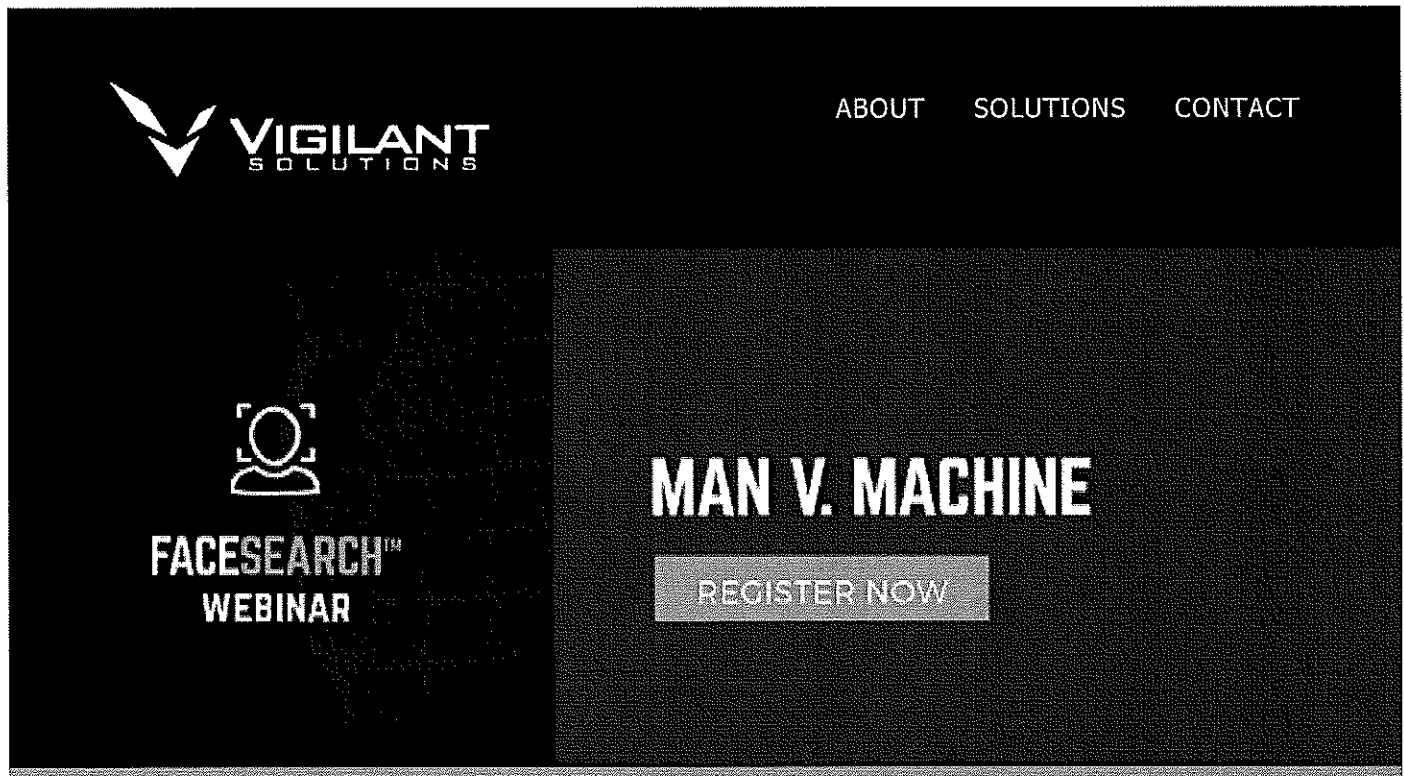 VIGILANT
SOLUTIONS
ABOUT SOLUTIONS CONTACT
FACESEARCH™
WEBINAR
MAN V. MACHINE
REGISTER NOW